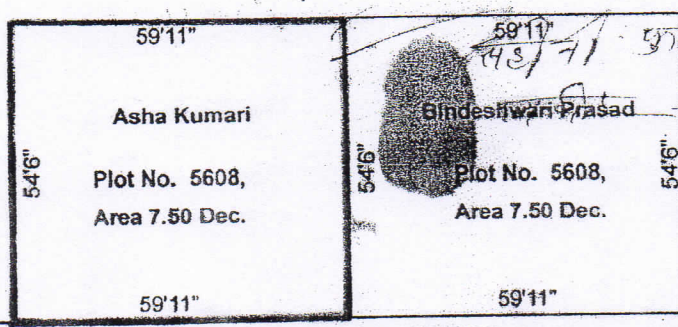 59'11"
Asha Kumari
54'6"
Plot No. 5608,
Area 7.50 Dec.
59'11"
59'11"
Bindeshwari Prasad
54'6"
Plot No. 5608,
54'6"
Area 7.50 Dec.
59'11"